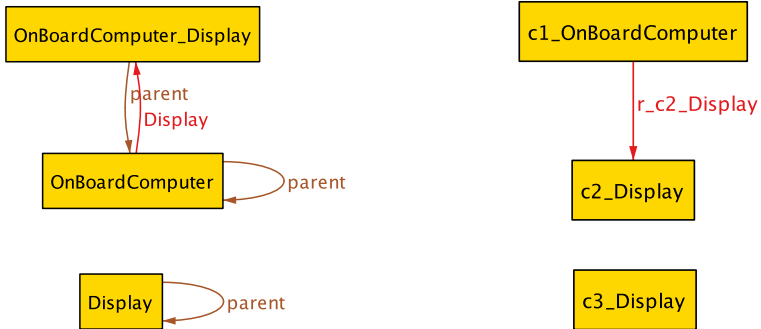 OnBoardComputer_Display
parent
Display
OnBoardComputer
parent
Display
parent
c1_OnBoardComputer
r_c2_Display
c2_Display
c3_Display